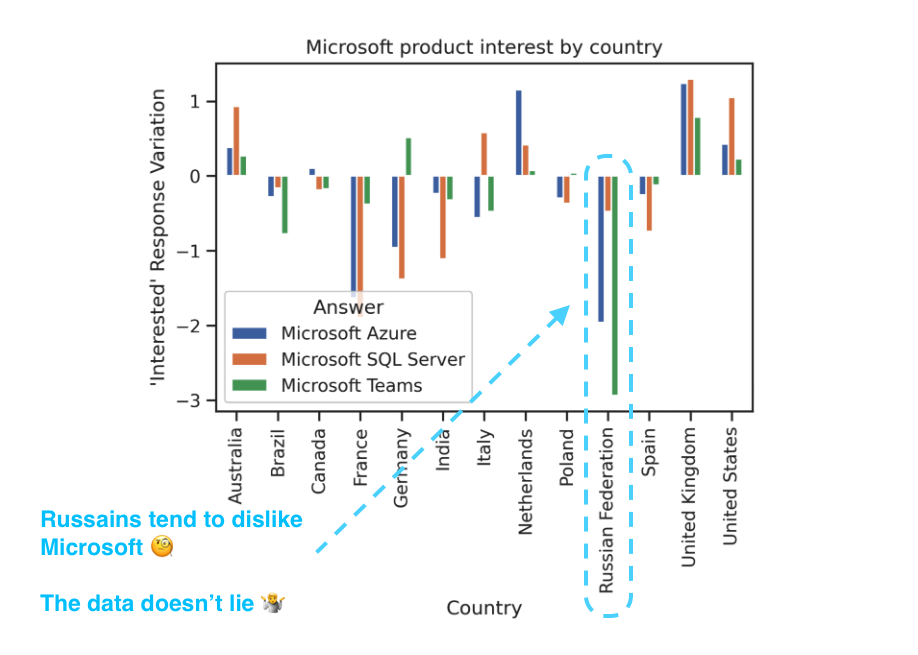 Microsoft product interest by country
'Interested' Response Variation
1
0
−1
−2
−3
Answer
Microsoft Azure
Microsoft SQL Server
Microsoft Teams
Australia
Brazil
Canada
France
Germany
India
Italy
Netherlands
Poland
Russian Federation
Spain
United Kingdom
United States
Country
Russains tend to dislike
Microsoft 🧐
The data doesn’t lie 🤷